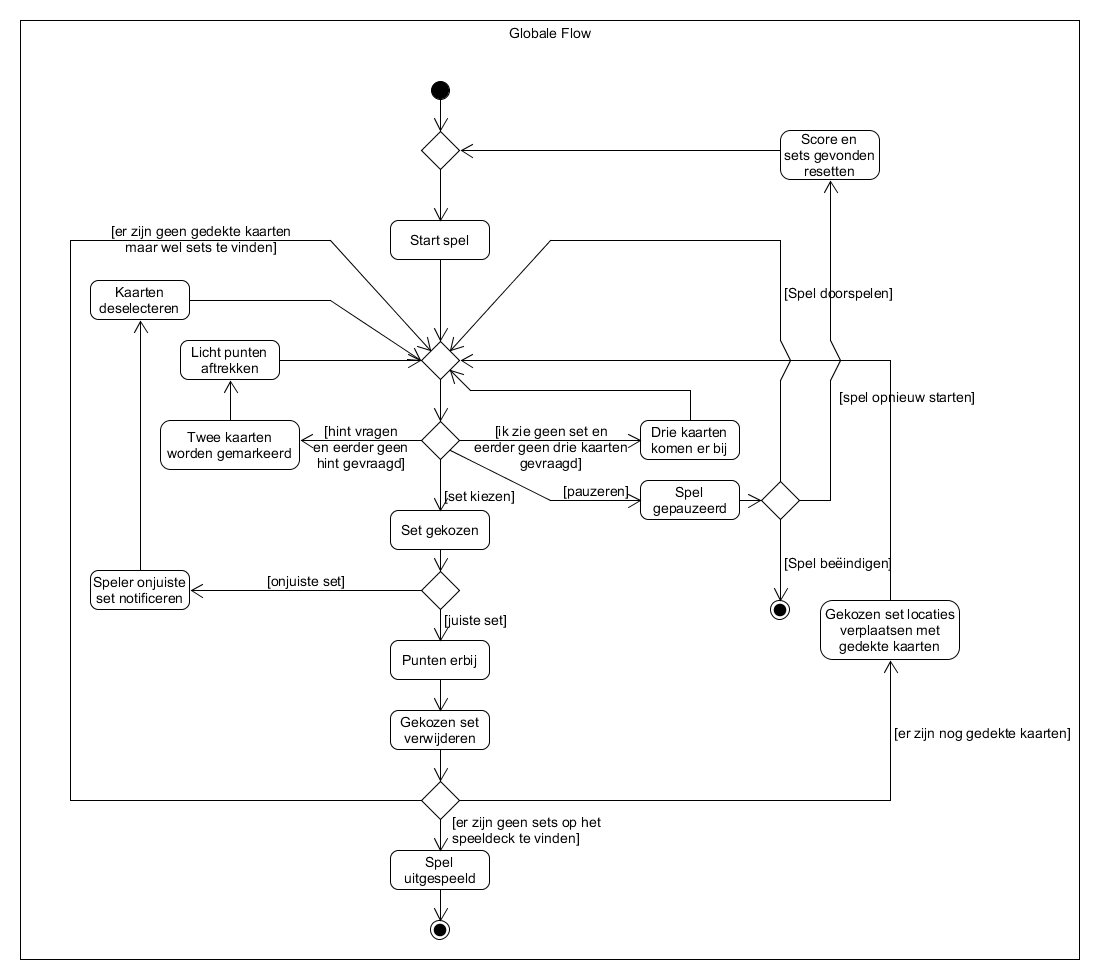 Globale Flow
Score en
sets gevonden
resetten
Start spel
[er zijn geen gedekte kaarten
maar wel sets te vinden]
Kaarten
deselecteren
[Spel doorspelen]
Licht punten
aftrekken
[spel opnieuw starten]
Twee kaarten
worden gemarkeerd
[hint vragen
en eerder geen
hint gevraagd]
[ik zie geen set en
eerder geen drie kaarten
gevraagd]
Drie kaarten
komen er bij
[set kiezen]
[pauzeren]
Spel
gepauzeerd
Set gekozen
[Spel beëindigen]
Speler onjuiste
set notificeren
[onjuiste set]
[juiste set]
Gekozen set locaties
verplaatsen met
gedekte kaarten
Punten erbij
Gekozen set
verwijderen
[er zijn nog gedekte kaarten]
[er zijn geen sets op het
speeldeck te vinden]
Spel
uitgespeeld